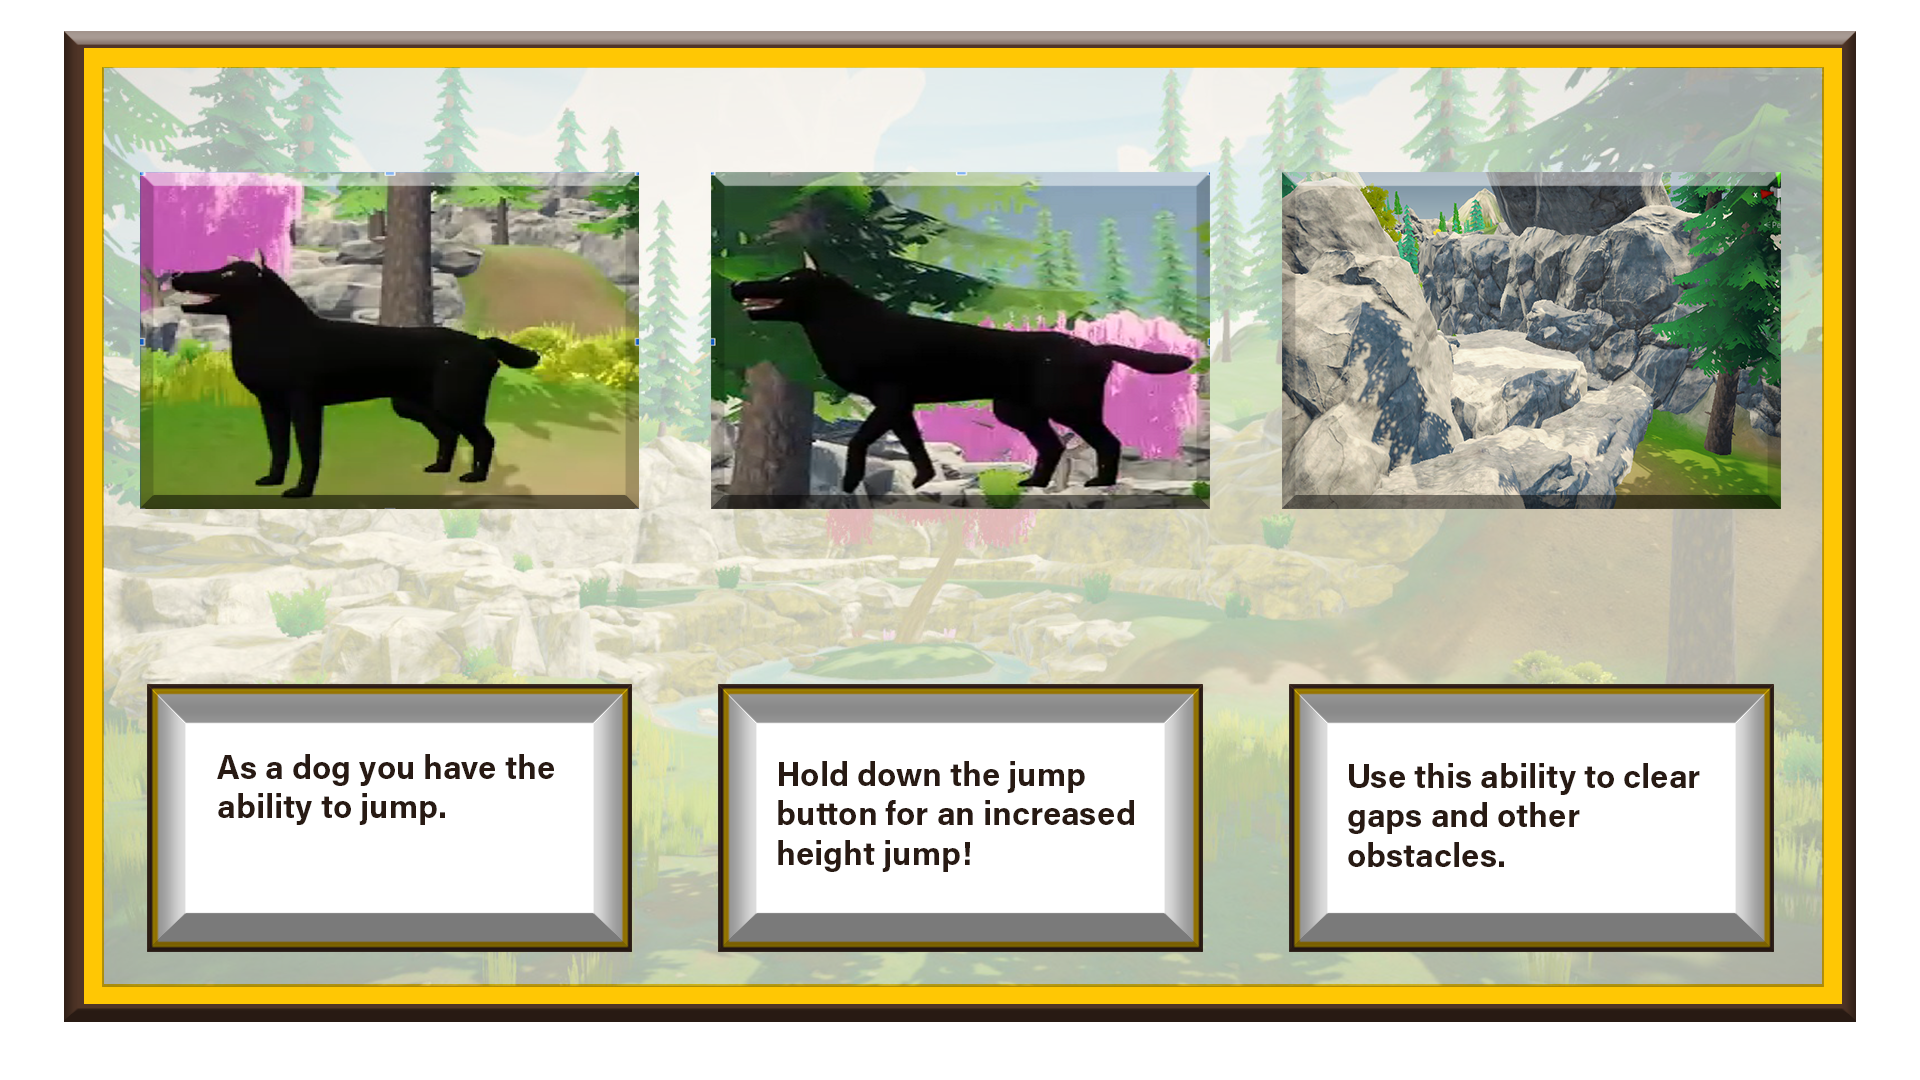 As a dog you have the
ability to jump.
Hold down the jump
button for an increased
height jump!
Use this ability to clear
gaps and other
obstacles.